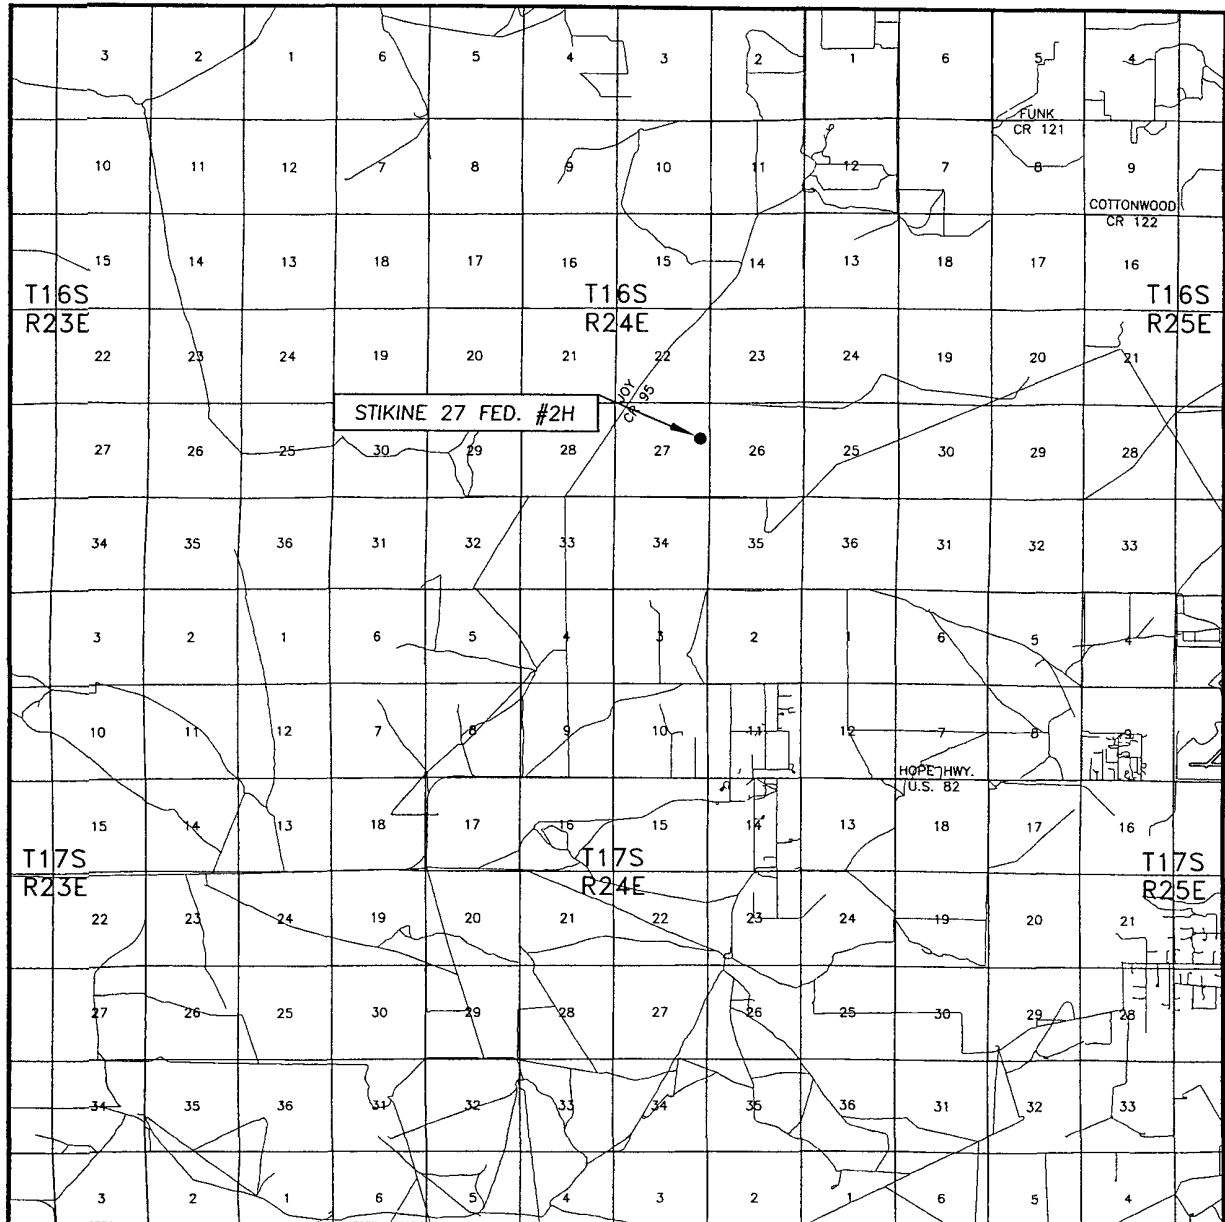 3 2 1 6 5 4 3 2 1 6 5 4
FUNK
CR 121
10 11 12 7 8 9 10 11 12 7 8 9
COTTONWOOD
CR 122
15 14 13 18 17 16 15 14 13 18 17 16
T16S T16S T16S
R23E R24E R25E
22 23 24 19 20 21 22 23 24 19 20 21
JOY
CR 95
STIKINE 27 FED. #2H
27 26 25 30 29 28 27 26 25 30 29 28
34 35 36 31 32 33 34 35 36 31 32 33
3 2 1 6 5 4 3 2 1 6 5 4
10 11 12 7 8 9 10 11 12 7 8 9
HOPE HWY.
U.S. 82
15 14 13 18 17 16 15 14 13 18 17 16
T17S T17S T17S
R23E R24E R25E
22 23 24 19 20 21 22 23 24 19 20 21
27 26 25 30 29 28 27 26 25 30 29 28
34 35 36 31 32 33 34 35 36 31 32 33
3 2 1 6 5 4 3 2 1 6 5 4